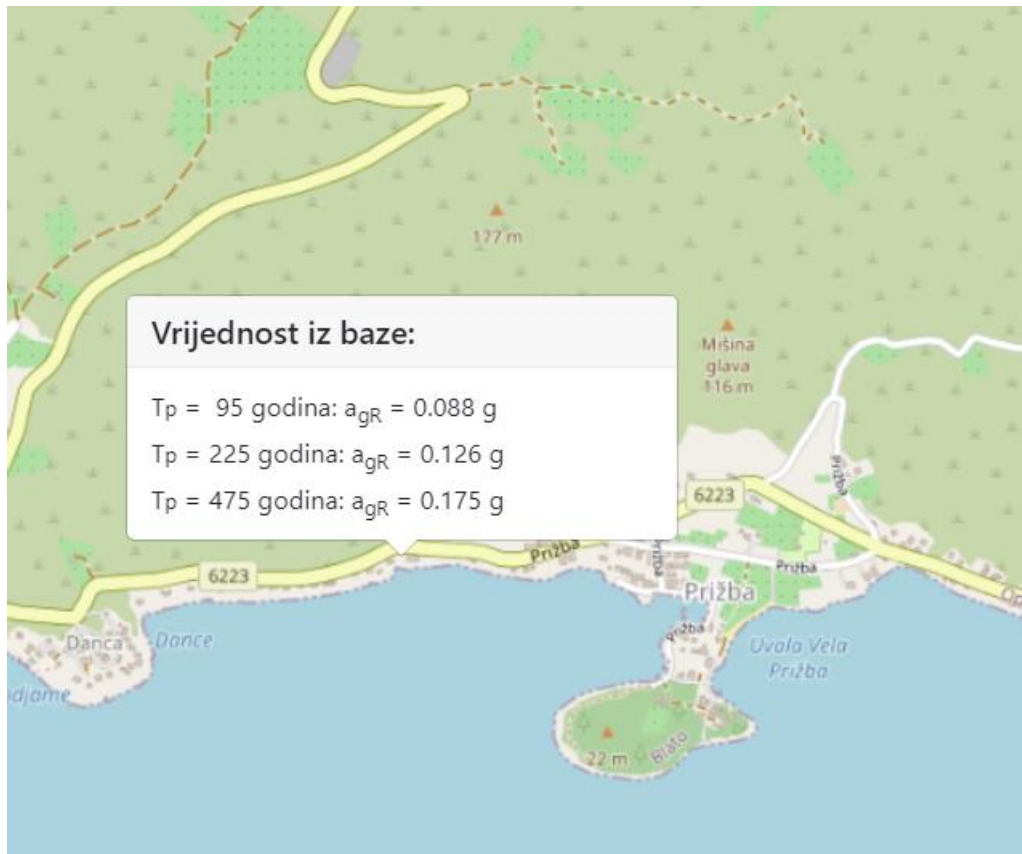 177 m
Vrijednost iz baze:
Mišina
glava
116 m
Tp = 95 godina: agR = 0.088 g
Tp = 225 godina: agR = 0.126 g
Tp = 475 godina: agR = 0.175 g
Prižba
6223
Prižba
Prižba
Prižba
6223
Prižba
Prižba
Danca
Dance
Uvala Vela
Prižba
22 m
Blato